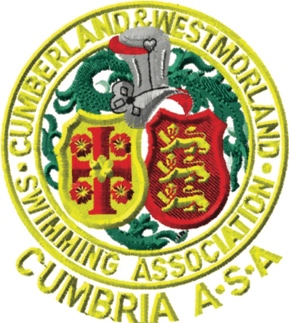 · CUMBERLAND & WESTMORLAND ·
SWIMMING ASSOCIATION
CUMBRIA A·S·A